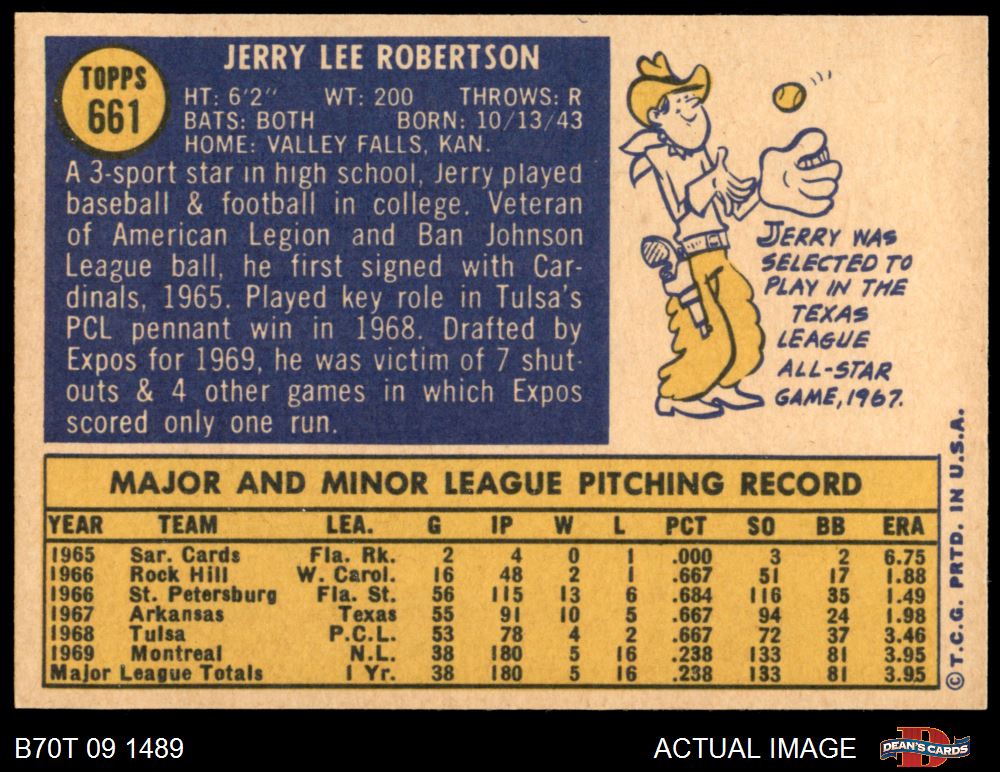 TOPPS
661
JERRY LEE ROBERTSON
HT: 6'2" WT: 200 THROWS: R
BATS: BOTH BORN: 10/13/43
HOME: VALLEY FALLS, KAN.
A 3-sport star in high school, Jerry played
baseball & football in college. Veteran
of American Legion and Ban Johnson
League ball, he first signed with Car-
dinals, 1965. Played key role in Tulsa's
PCL pennant win in 1968. Drafted by
Expos for 1969, he was victim of 7 shut-
outs & 4 other games in which Expos
scored only one run.
JERRY WAS
SELECTED TO
PLAY IN THE
TEXAS
LEAGUE
ALL-STAR
GAME, 1967.
MAJOR AND MINOR LEAGUE PITCHING RECORD
YEAR TEAM LEA. G IP W L PCT SO BB ERA
1965 Sar. Cards Fla. Rk. 2 4 0 1 .000 3 2 6.75
1966 Rock Hill W. Carol. 16 48 2 1 .667 51 17 1.88
1966 St. Petersburg Fla. St. 56 115 13 6 .684 116 35 1.49
1967 Arkansas Texas 55 91 10 5 .667 94 24 1.98
1968 Tulsa P.C.L. 53 78 4 2 .667 72 37 3.46
1969 Montreal N.L. 38 180 5 16 .238 133 81 3.95
Major League Totals 1 Yr. 38 180 5 16 .238 133 81 3.95
©T.C.G. PRTD. IN U.S.A.
B70T 09 1489
ACTUAL IMAGE
DEAN'S CARDS